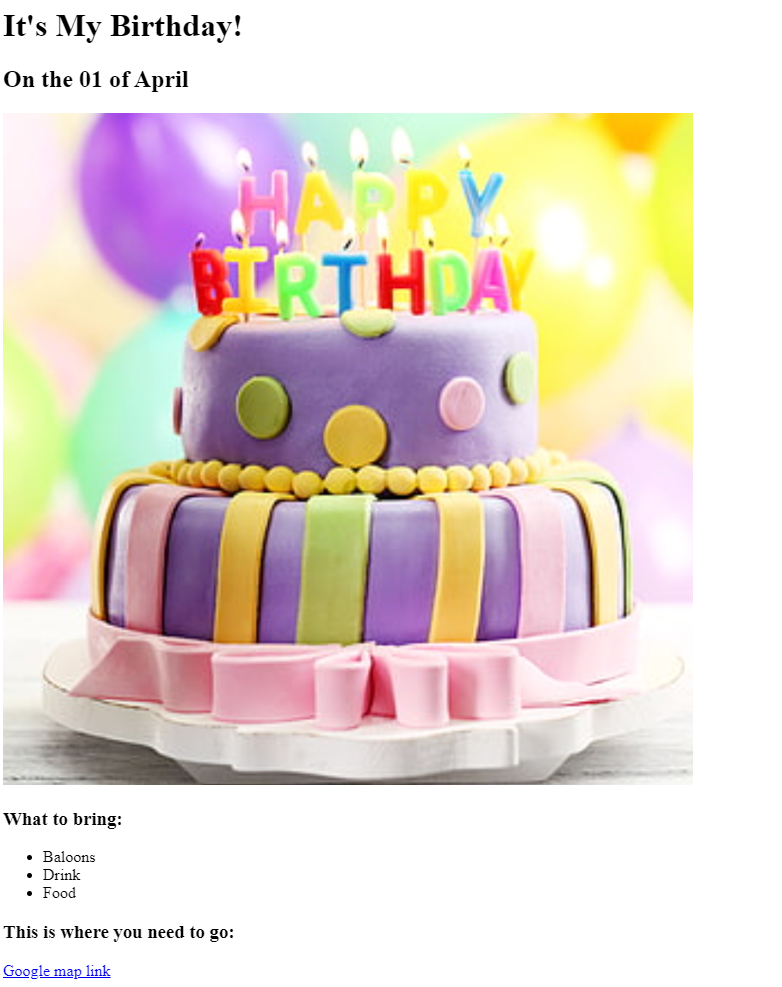 It's My Birthday!
On the 01 of April
HAPPY
BIRTHDAY
What to bring:
Baloons
Drink
Food
This is where you need to go:
Google map link